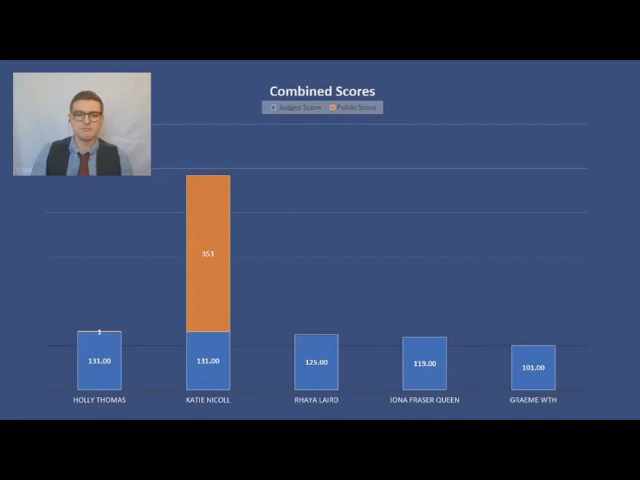 Combined Scores
Judges Score Public Score
353
1
131.00 131.00 125.00 119.00 101.00
HOLLY THOMAS KATIE NICOLL RHAYA LAIRD IONA FRASER QUEEN GRAEME WTH